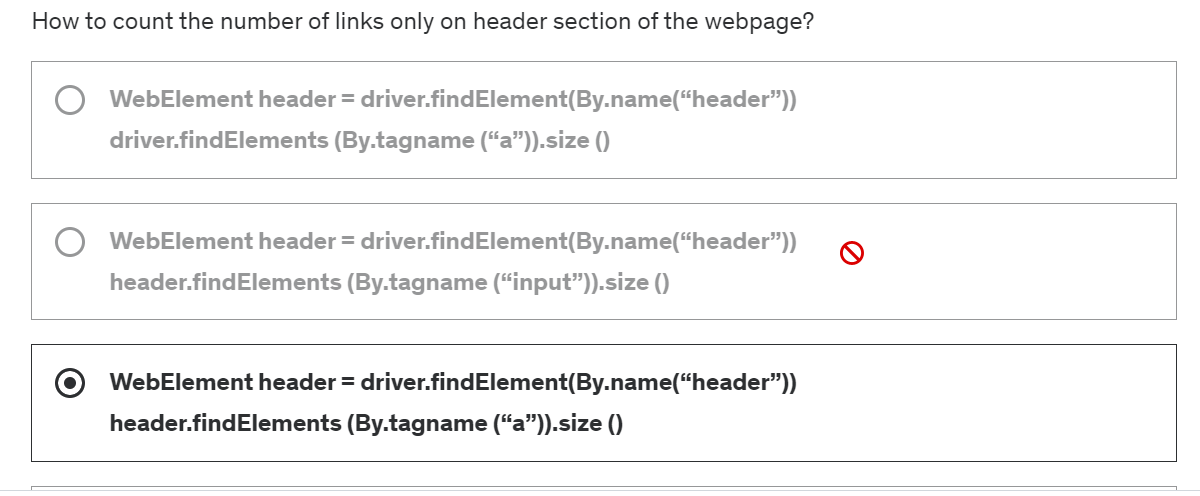 How to count the number of links only on header section of the webpage?
WebElement header = driver.findElement(By.name(“header”))
driver.findElements (By.tagname (“a”)).size ()
WebElement header = driver.findElement(By.name(“header”))
header.findElements (By.tagname (“input”)).size ()
WebElement header = driver.findElement(By.name(“header”))
header.findElements (By.tagname (“a”)).size ()